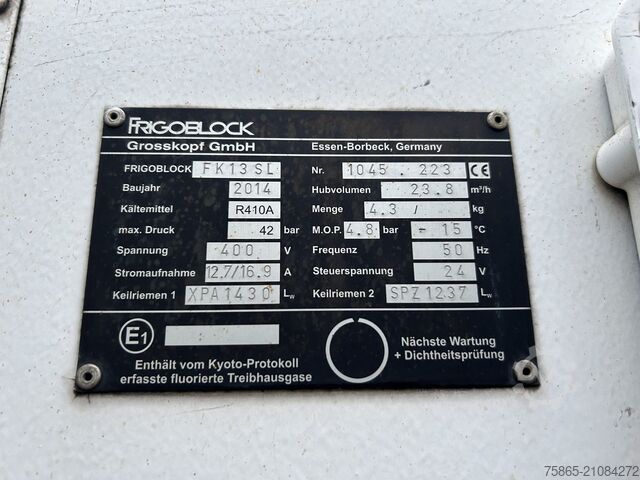 FRIGOBLOCK
Grosskopf GmbH Essen-Borbeck, Germany
FRIGOBLOCK FK13SL Nr. 1045 . 223 CE
Baujahr 2014 Hubvolumen 23.8 m³/h
Kältemittel R410A Menge 4.3 / kg
max. Druck 42 bar M.O.P. 4.8 bar - 15 °C
Spannung 400 V Frequenz 50 Hz
Stromaufnahme 12.7/16.9 A Steuerspannung 24 V
Keilriemen 1 XPA1430 Lw Keilriemen 2 SPZ1237 Lw
E1
Enthält vom Kyoto-Protokoll
erfasste fluorierte Treibhausgase
Nächste Wartung
+ Dichtheitsprüfung
75865-21084272